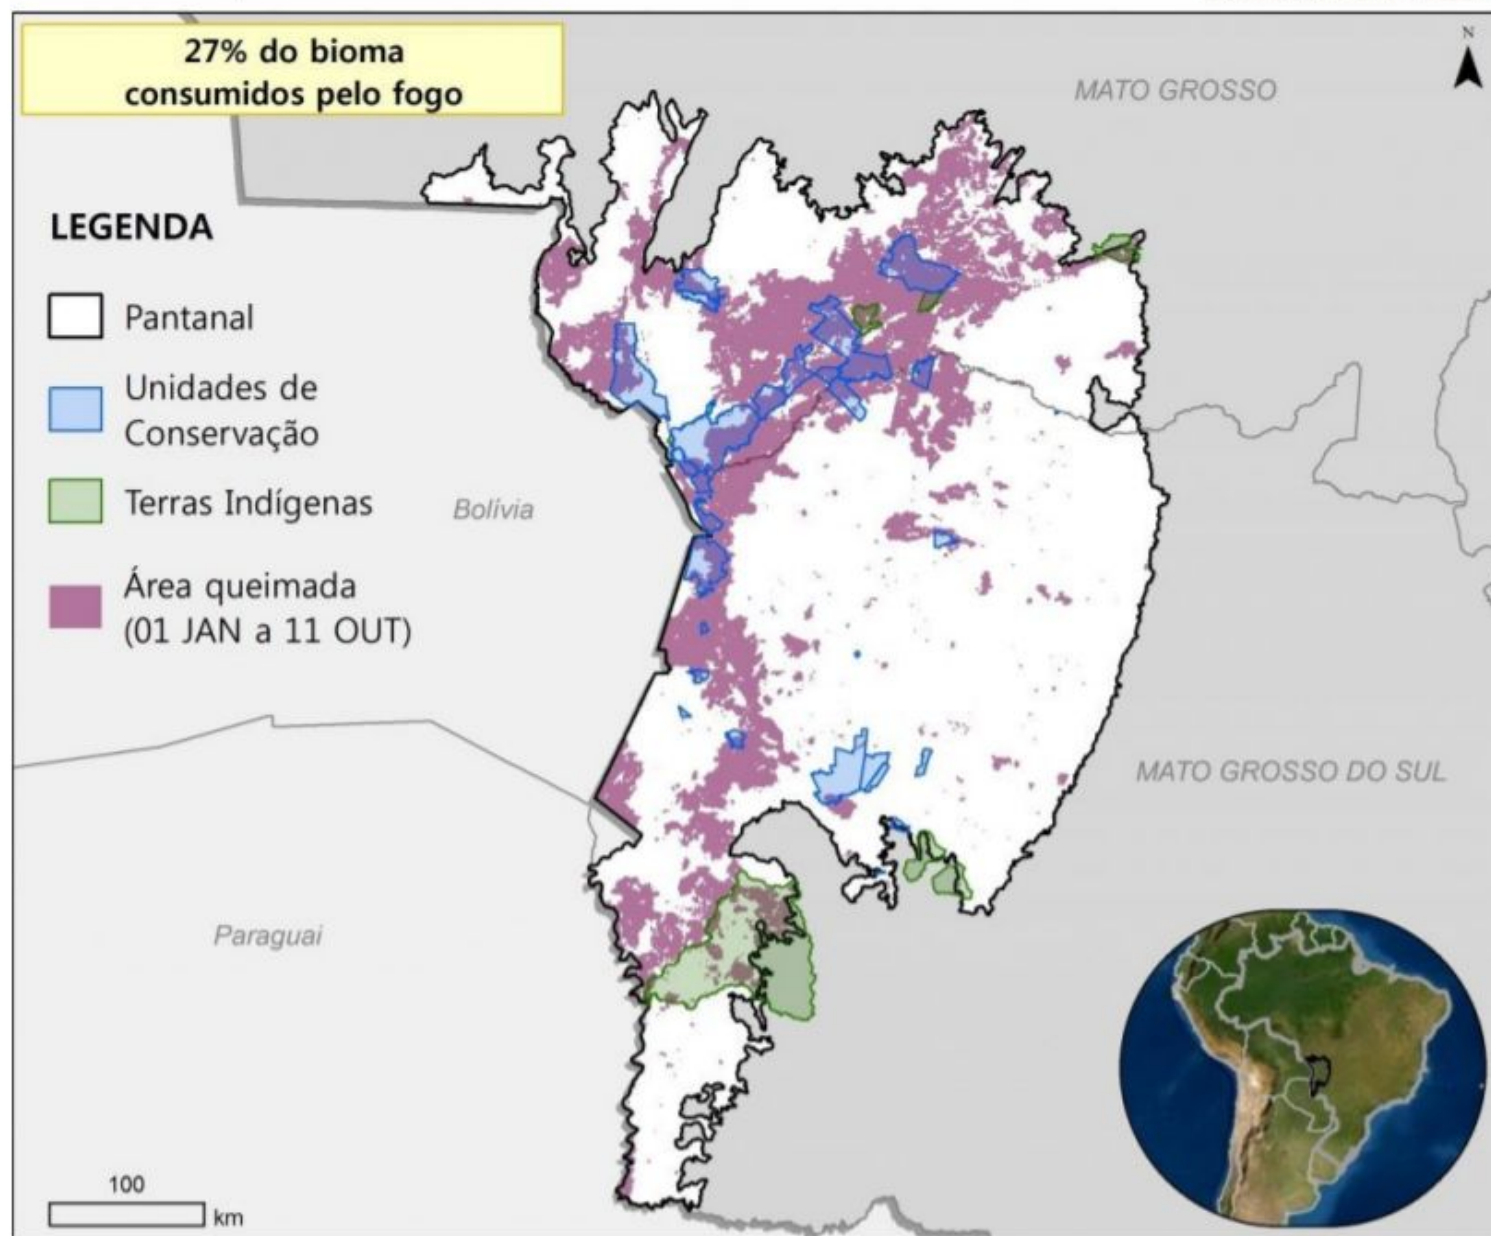 27% do bioma
consumidos pelo fogo
N
MATO GROSSO
LEGENDA
Pantanal
Unidades de
Conservação
Terras Indígenas
Área queimada
(01 JAN a 11 OUT)
Bolívia
MATO GROSSO DO SUL
Paraguai
100
km